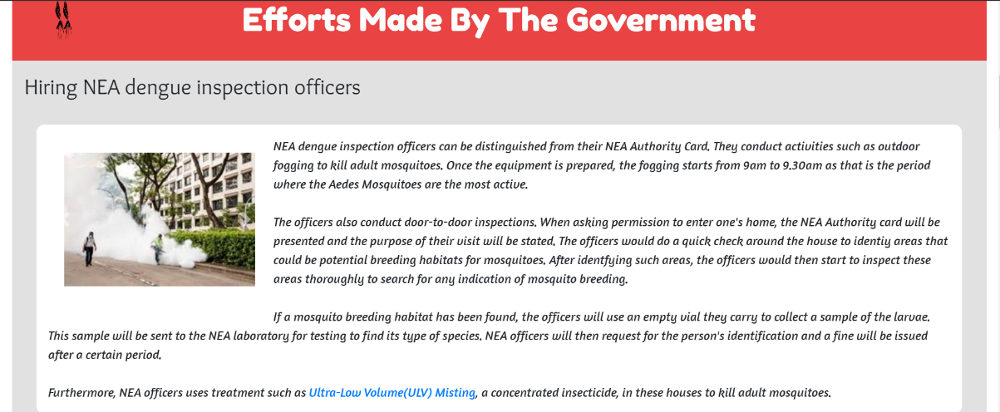 Efforts Made By The Government
Hiring NEA dengue inspection officers
NEA dengue inspection officers can be distinguished from their NEA Authority Card. They conduct activities such as outdoor
fogging to kill adult mosquitoes. Once the equipment is prepared, the fogging starts from 9am to 9.30am as that is the period
where the Aedes Mosquitoes are the most active.
The officers also conduct door-to-door inspections. When asking permission to enter one's home, the NEA Authority card will be
presented and the purpose of their visit will be stated. The officers would do a quick check around the house to identiy areas that
could be potential breeding habitats for mosquitoes. After identfying such areas, the officers would then start to inspect these
areas thoroughly to search for any indication of mosquito breeding.
If a mosquito breeding habitat has been found, the officers will use an empty vial they carry to collect a sample of the larvae.
This sample will be sent to the NEA laboratory for testing to find its type of species. NEA officers will then request for the person's identification and a fine will be issued
after a certain period.
Furthermore, NEA officers uses treatment such as Ultra-Low Volume(ULV) Misting, a concentrated insecticide, in these houses to kill adult mosquitoes.